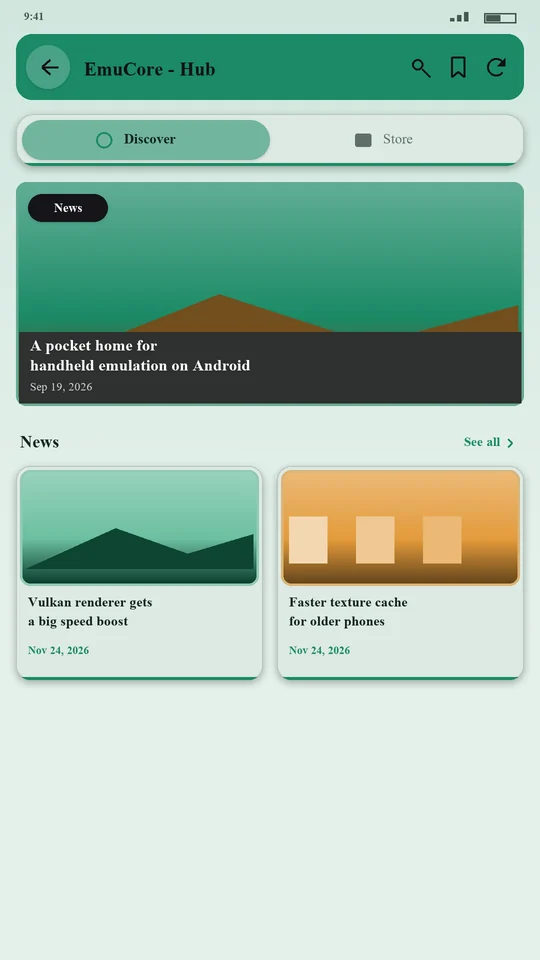 9:41
EmuCore - Hub
Discover
Store
News
A pocket home for
handheld emulation on Android
Sep 19, 2026
News
See all
Vulkan renderer gets
a big speed boost
Nov 24, 2026
Faster texture cache
for older phones
Nov 24, 2026